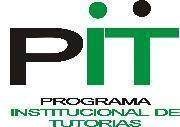 PiT
PROGRAMA
INSTITUCIONAL DE
TUTORIAS